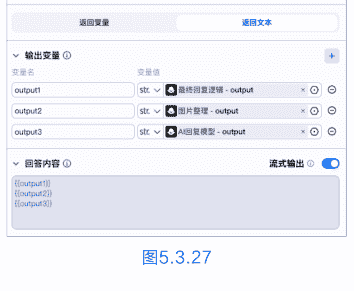 返回变量
返回文本
输出变量
变量名
变量值
output1
str.
最终回复逻辑 - output
output2
str.
图片整理 - output
output3
str.
AI回复模型 - output
回答内容
流式输出
{{output1}}
{{output2}}
{{output3}}
图5.3.27